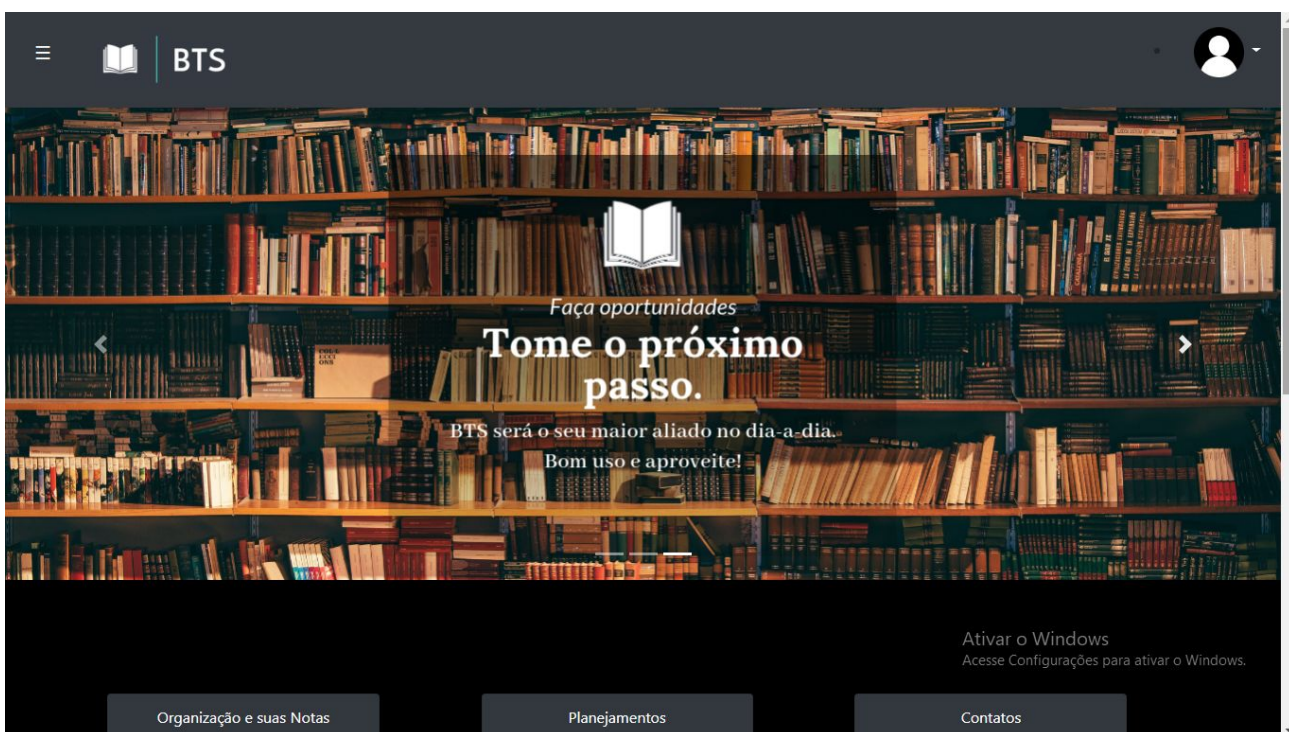 ☰
BTS
Faça oportunidades
Tome o próximo
passo.
BTS será o seu maior aliado no dia-a-dia.
Bom uso e aproveite!
Ativar o Windows
Acesse Configurações para ativar o Windows.
Organização e suas Notas
Planejamentos
Contatos